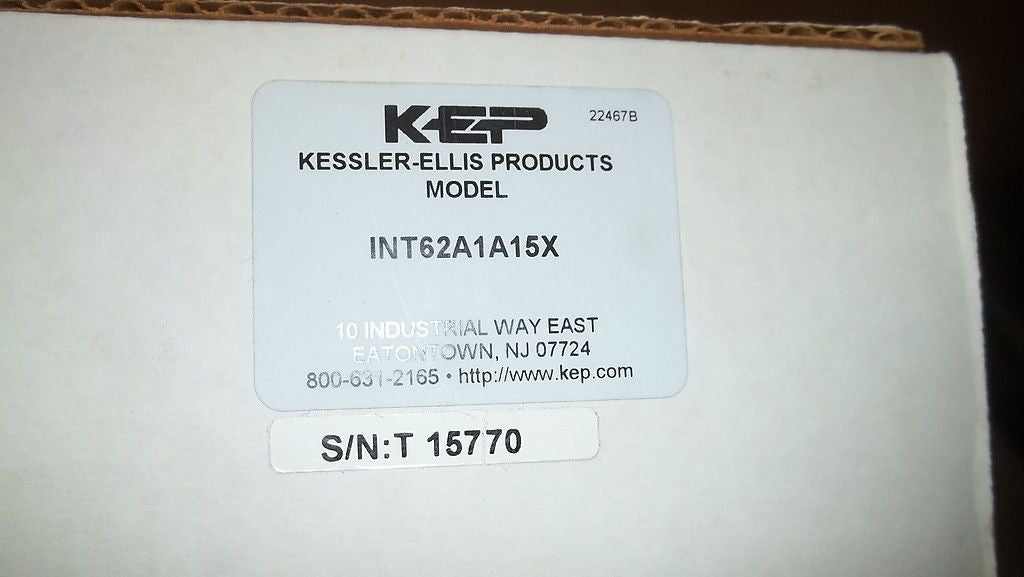 KEP
22467B
KESSLER-ELLIS PRODUCTS
MODEL
INT62A1A15X
10 INDUSTRIAL WAY EAST
EATONTOWN, NJ 07724
800-631-2165 • http://www.kep.com
S/N:T 15770